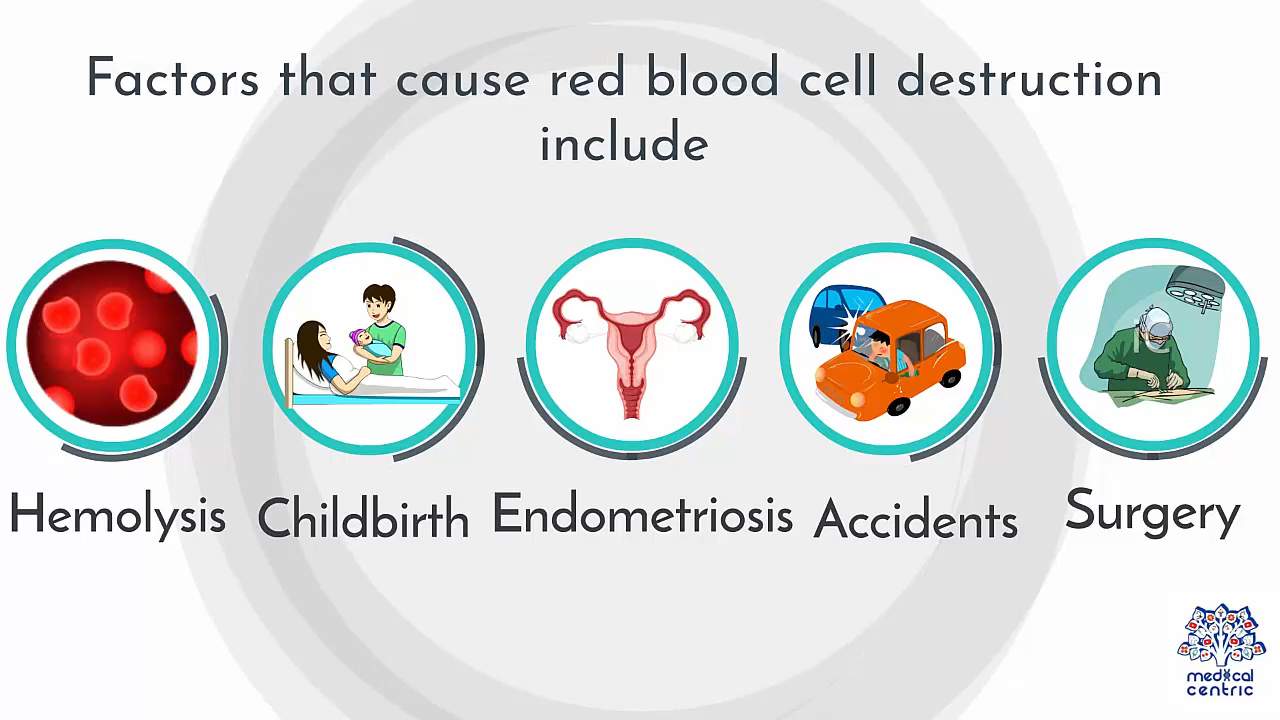 Factors that cause red blood cell destruction
include
Hemolysis
Childbirth
Endometriosis
Accidents
Surgery
medical
centric